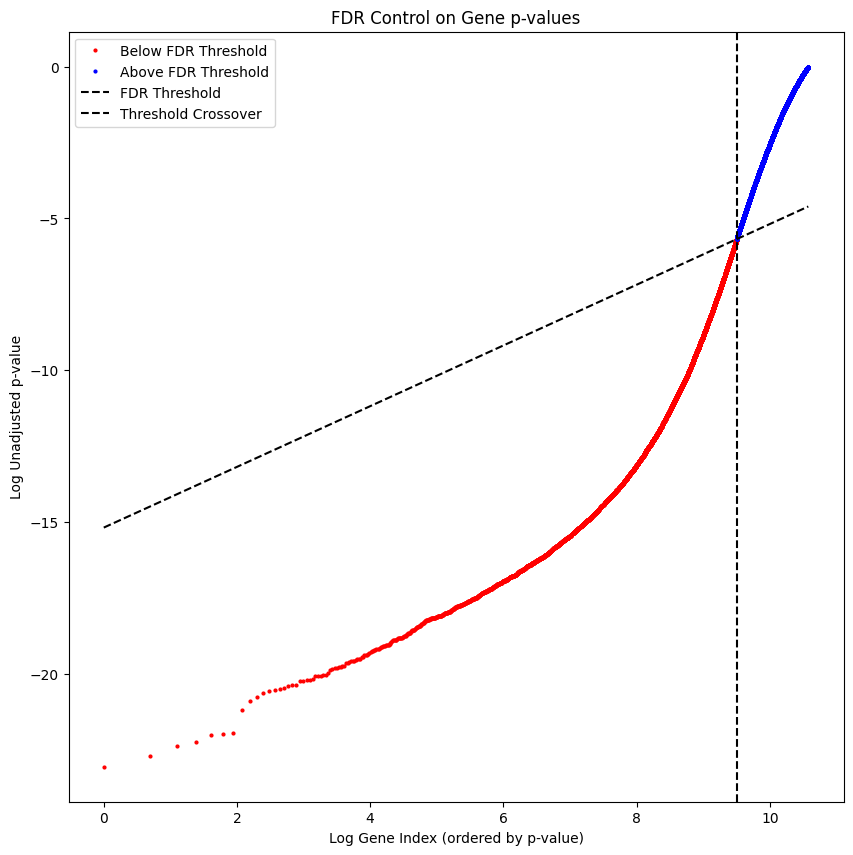 FDR Control on Gene p-values
Below FDR Threshold
Above FDR Threshold
FDR Threshold
Threshold Crossover
0
−5
−10
−15
−20
Log Unadjusted p-value
0
2
4
6
8
10
Log Gene Index (ordered by p-value)